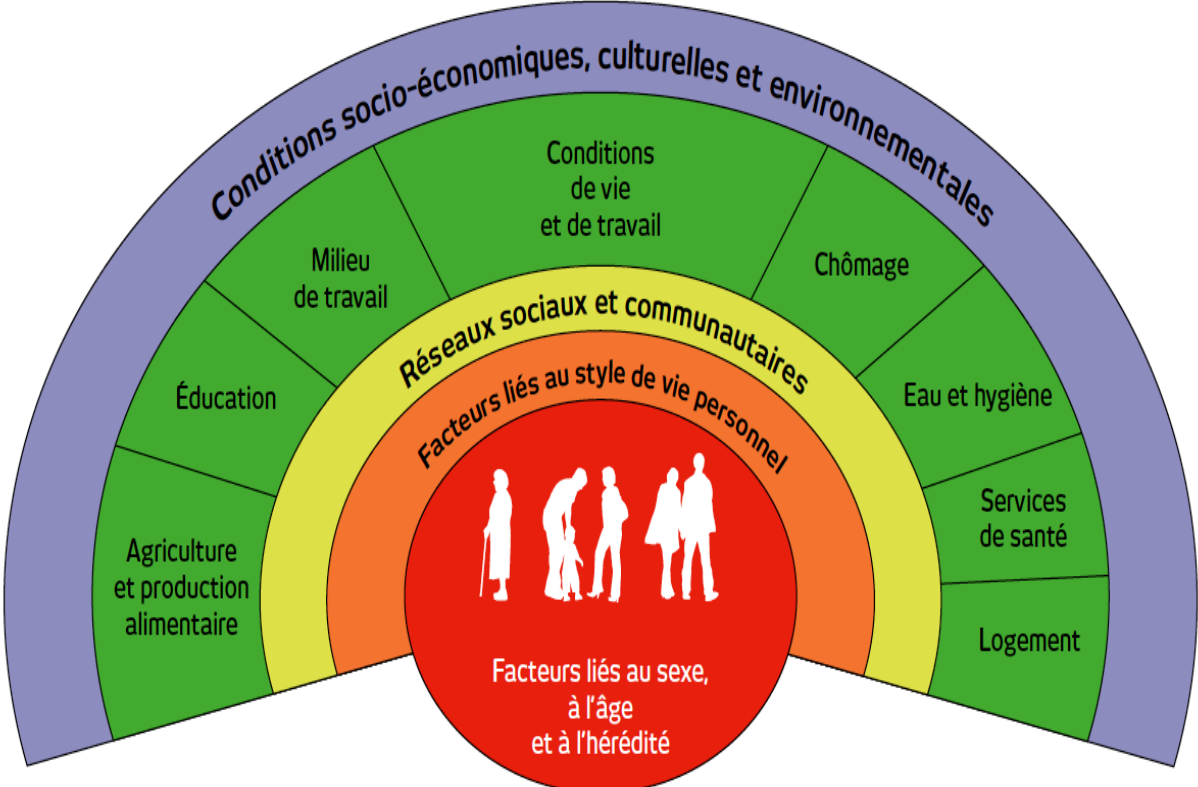 Conditions socio-économiques, culturelles et environnementales
Conditions
de vie
et de travail
Milieu
de travail
Chômage
Éducation
Eau et hygiène
Agriculture
et production
alimentaire
Services
de santé
Logement
Réseaux sociaux et communautaires
Facteurs liés au style de vie personnel
Facteurs liés au sexe,
à l'âge
et à l'hérédité